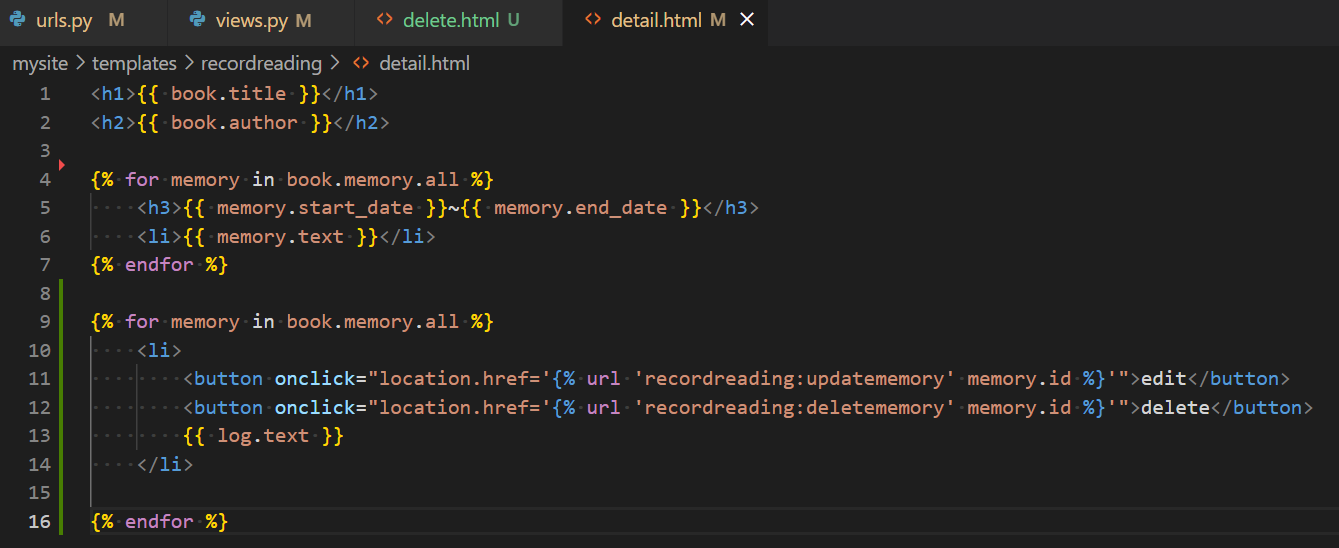 urls.py M views.py M <> delete.html U <> detail.html M ×
mysite > templates > recordreading > <> detail.html
1 <h1>{{ book.title }}</h1>
2 <h2>{{ book.author }}</h2>
3
4 {% for memory in book.memory.all %}
5     <h3>{{ memory.start_date }}~{{ memory.end_date }}</h3>
6     <li>{{ memory.text }}</li>
7 {% endfor %}
8
9 {% for memory in book.memory.all %}
10     <li>
11         <button onclick="location.href='{% url 'recordreading:updatememory' memory.id %}'">edit</button>
12         <button onclick="location.href='{% url 'recordreading:deletememory' memory.id %}'">delete</button>
13         {{ log.text }}
14     </li>
15
16 {% endfor %}